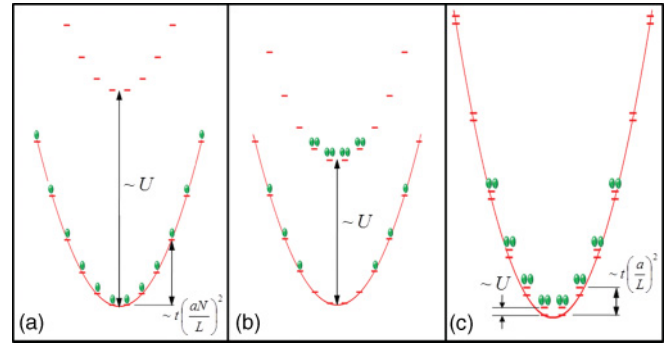 ~ U
(a)
~ t(aN/L)²
~ U
(b)
~ U
~ t(a/L)²
(c)